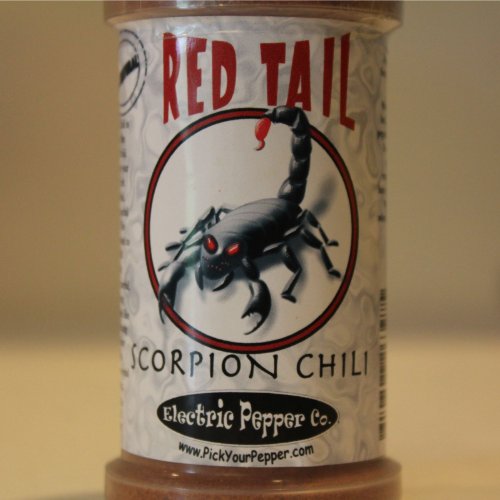 RED TAIL
SCORPION CHILI
Electric Pepper Co.
www.PickYourPepper.com